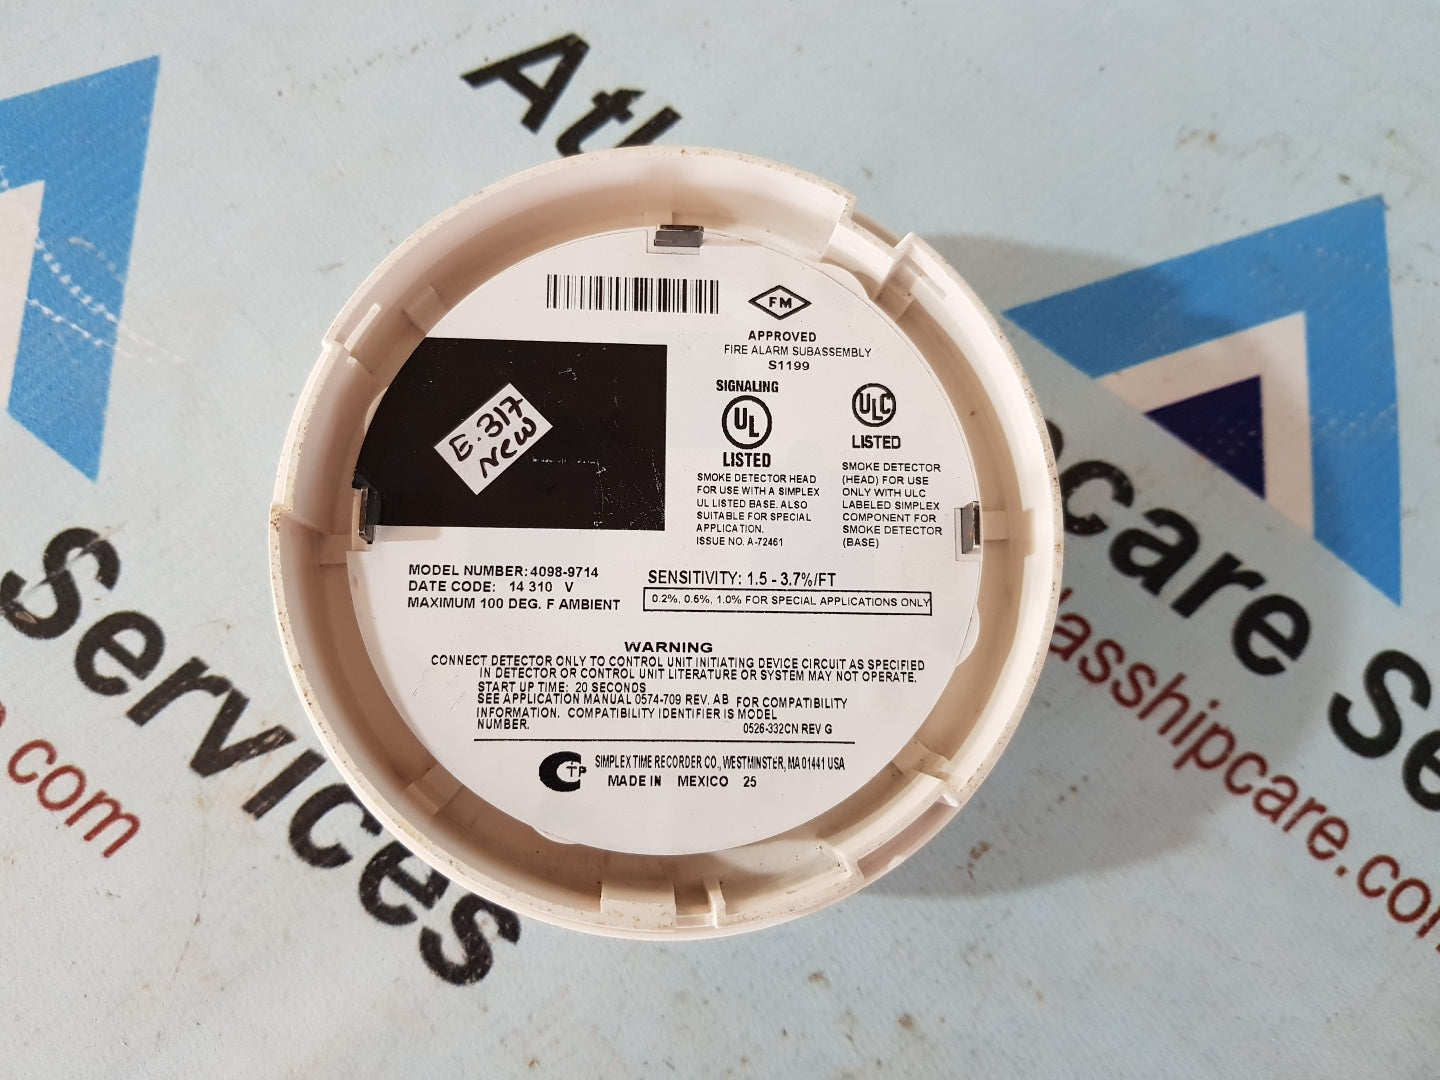 Atl
FM
APPROVED
FIRE ALARM SUBASSEMBLY
S1199
SIGNALING
UL
LISTED
SMOKE DETECTOR HEAD
FOR USE WITH A SIMPLEX
UL LISTED BASE. ALSO
SUITABLE FOR SPECIAL
APPLICATION.
ISSUE NO. A-72461
ULC
LISTED
SMOKE DETECTOR
(HEAD) FOR USE
ONLY WITH ULC
LABELED SIMPLEX
COMPONENT FOR
SMOKE DETECTOR
(BASE)
E.317
NEW
MODEL NUMBER: 4098-9714
DATE CODE: 14 310 V
MAXIMUM 100 DEG. F AMBIENT
SENSITIVITY: 1.5 - 3.7%/FT
0.2%, 0.5%, 1.0% FOR SPECIAL APPLICATIONS ONLY
WARNING
CONNECT DETECTOR ONLY TO CONTROL UNIT INITIATING DEVICE CIRCUIT AS SPECIFIED
IN DETECTOR OR CONTROL UNIT LITERATURE OR SYSTEM MAY NOT OPERATE.
START UP TIME: 20 SECONDS
SEE APPLICATION MANUAL 0574-709 REV. AB FOR COMPATIBILITY
INFORMATION. COMPATIBILITY IDENTIFIER IS MODEL
NUMBER. 0526-332CN REV G
CTP SIMPLEX TIME RECORDER CO., WESTMINSTER, MA 01441 USA
MADE IN MEXICO 25
Services
.com
pcare Se
lasshipcare.com